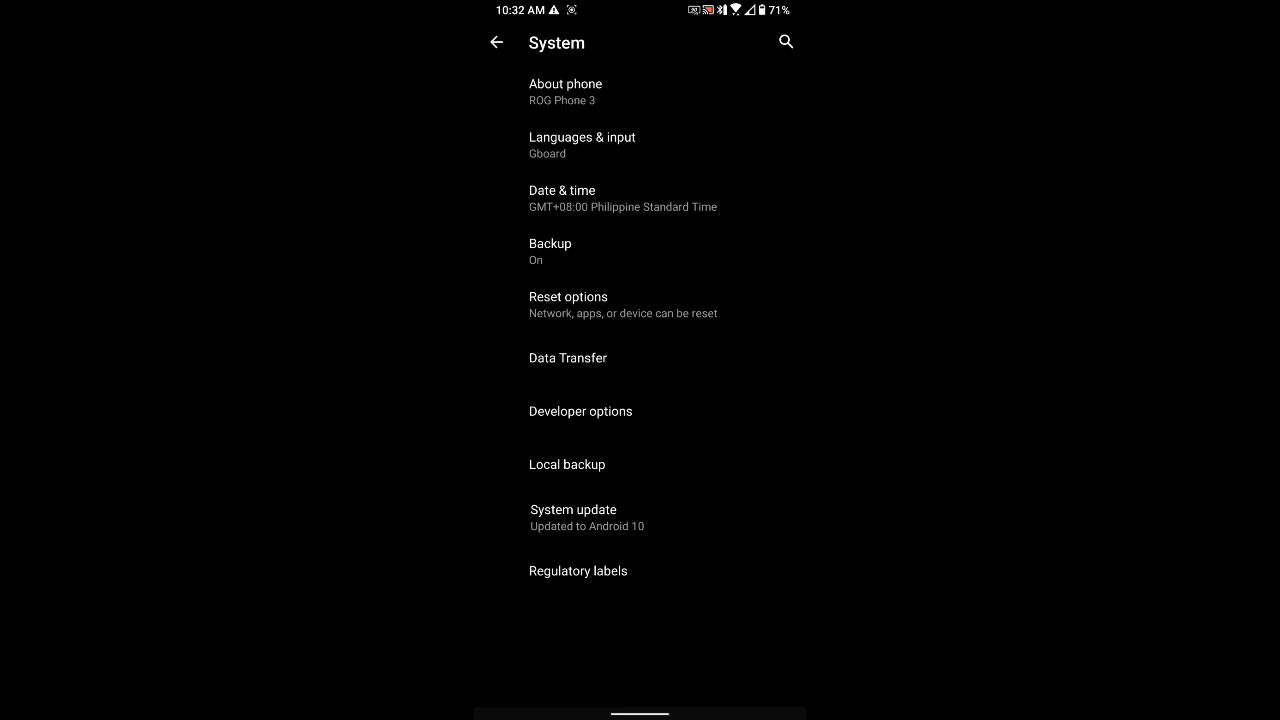 10:32 AM 71%
System
About phone
ROG Phone 3
Languages & input
Gboard
Date & time
GMT+08:00 Philippine Standard Time
Backup
On
Reset options
Network, apps, or device can be reset
Data Transfer
Developer options
Local backup
System update
Updated to Android 10
Regulatory labels